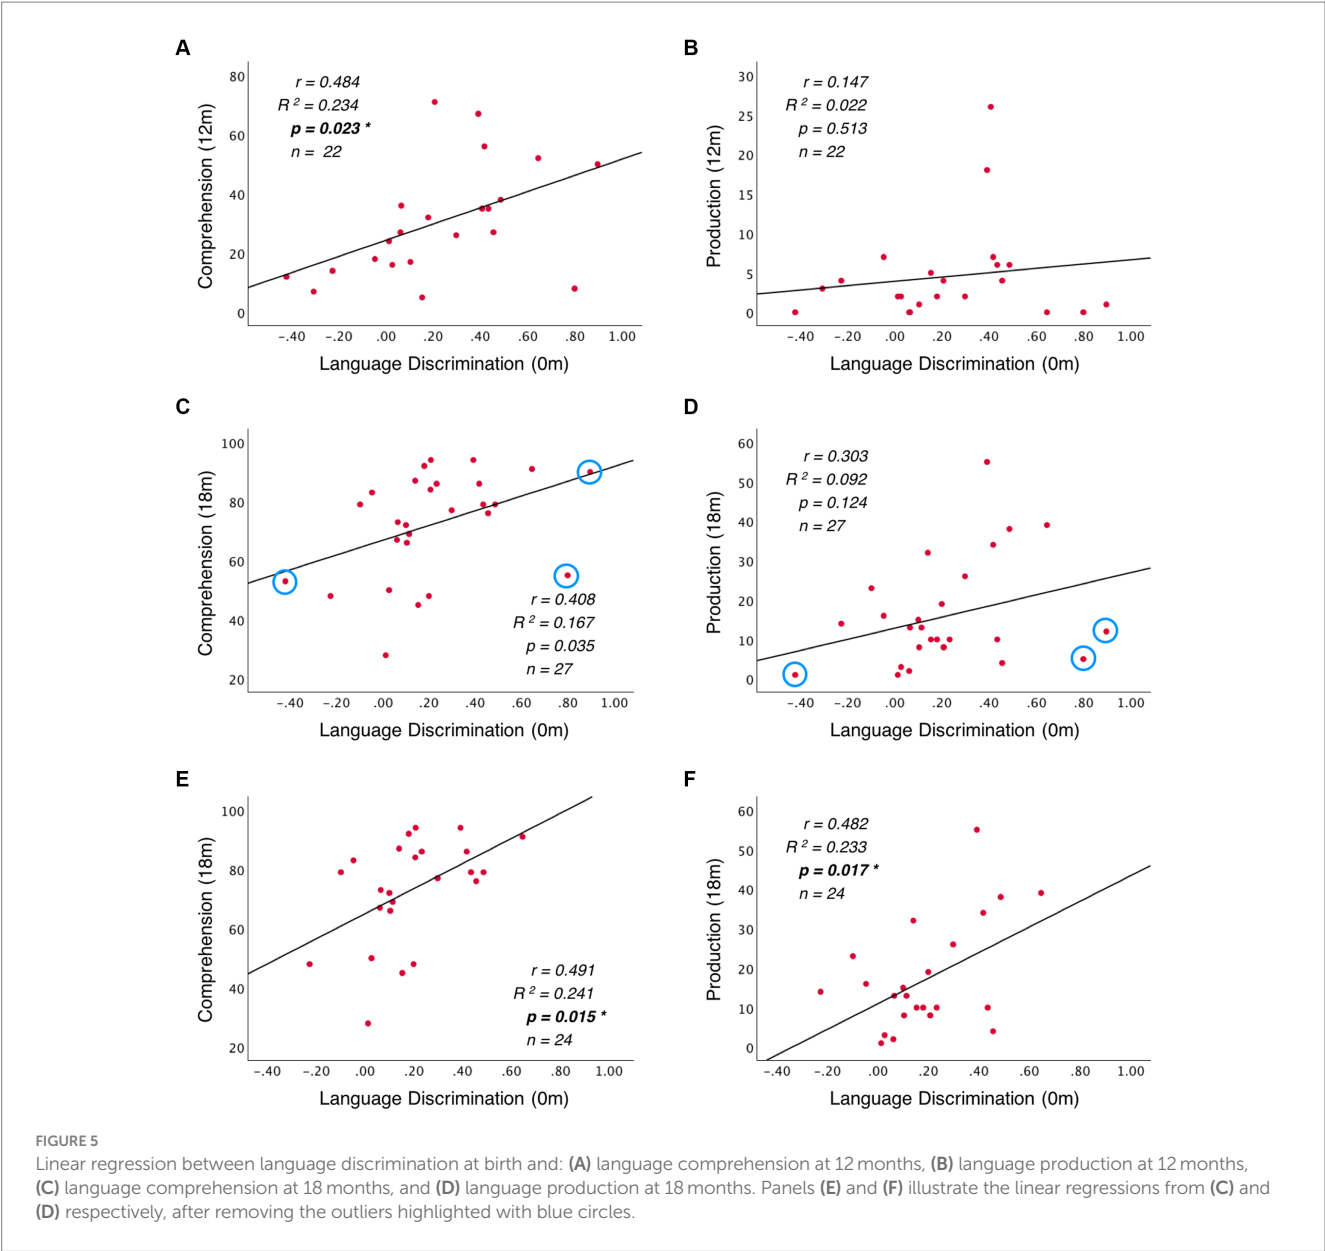 A
80
60
40
20
0
Comprehension (12m)
r = 0.484
R² = 0.234
p = 0.023 *
n = 22
-.40 -.20 .00 .20 .40 .60 .80 1.00
Language Discrimination (0m)
B
30
25
20
15
10
5
0
Production (12m)
r = 0.147
R² = 0.022
p = 0.513
n = 22
-.40 -.20 .00 .20 .40 .60 .80 1.00
Language Discrimination (0m)
C
100
80
60
40
20
Comprehension (18m)
r = 0.408
R² = 0.167
p = 0.035
n = 27
-.40 -.20 .00 .20 .40 .60 .80 1.00
Language Discrimination (0m)
D
60
50
40
30
20
10
0
Production (18m)
r = 0.303
R² = 0.092
p = 0.124
n = 27
-.40 -.20 .00 .20 .40 .60 .80 1.00
Language Discrimination (0m)
E
100
80
60
40
20
Comprehension (18m)
r = 0.491
R² = 0.241
p = 0.015 *
n = 24
-.40 -.20 .00 .20 .40 .60 .80 1.00
Language Discrimination (0m)
F
60
50
40
30
20
10
0
Production (18m)
r = 0.482
R² = 0.233
p = 0.017 *
n = 24
-.40 -.20 .00 .20 .40 .60 .80 1.00
Language Discrimination (0m)
FIGURE 5
Linear regression between language discrimination at birth and: (A) language comprehension at 12 months, (B) language production at 12 months,
(C) language comprehension at 18 months, and (D) language production at 18 months. Panels (E) and (F) illustrate the linear regressions from (C) and
(D) respectively, after removing the outliers highlighted with blue circles.